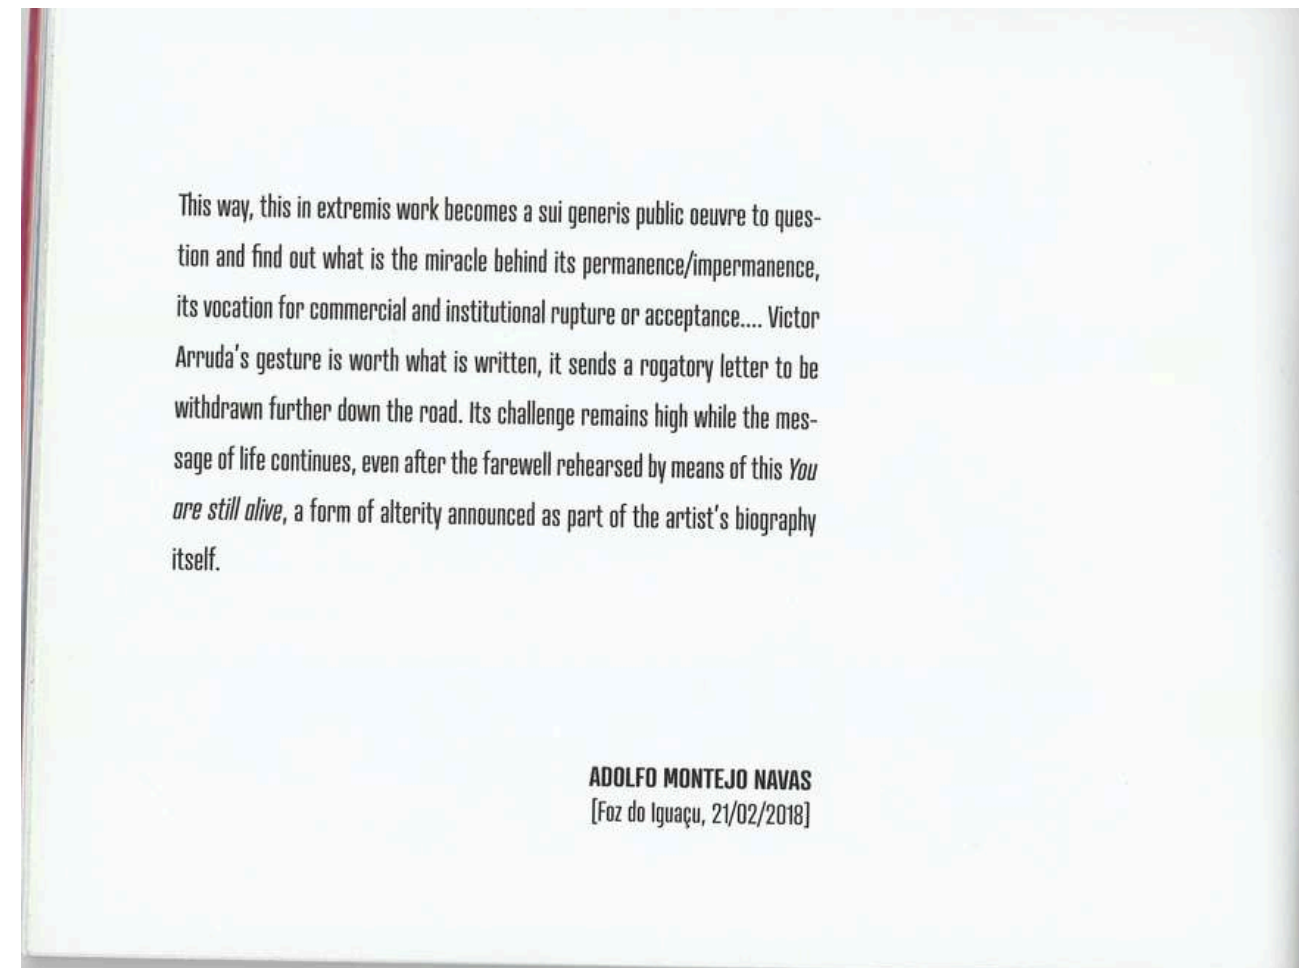 This way, this in extremis work becomes a sui generis public oeuvre to ques-
tion and find out what is the miracle behind its permanence/impermanence,
its vocation for commercial and institutional rupture or acceptance.... Victor
Arruda's gesture is worth what is written, it sends a rogatory letter to be
withdrawn further down the road. Its challenge remains high while the mes-
sage of life continues, even after the farewell rehearsed by means of this You
are still alive, a form of alterity announced as part of the artist's biography
itself.
ADOLFO MONTEJO NAVAS
[Foz do Iguaçu, 21/02/2018]